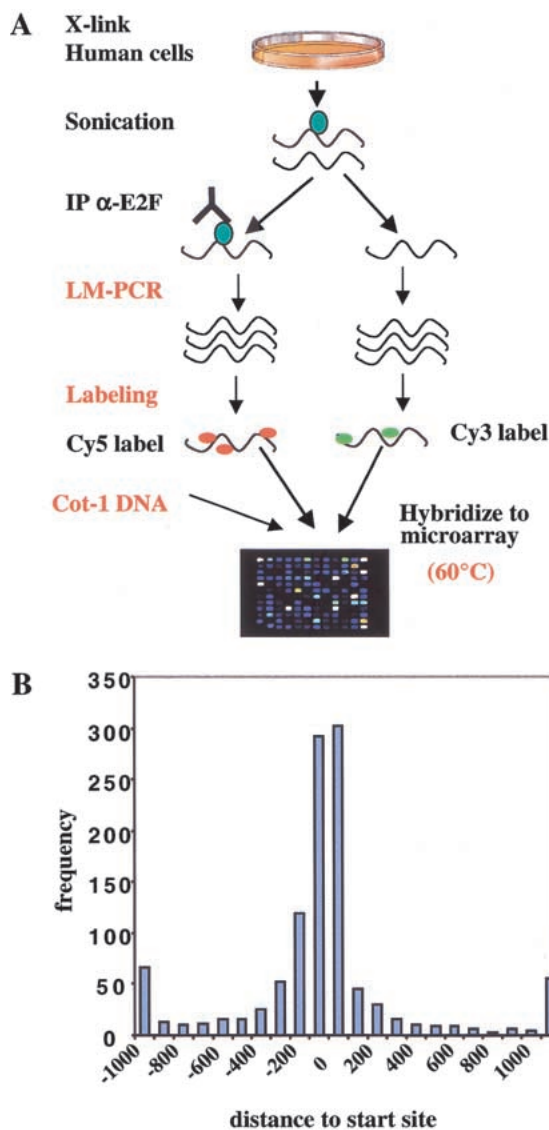 A
X-link
Human cells
Sonication
IP α-E2F
LM-PCR
Labeling
Cy5 label
Cy3 label
Cot-1 DNA
Hybridize to
microarray
(60°C)
B
350
300
250
200
150
100
50
0
frequency
-1000
-800
-600
-400
-200
0
200
400
600
800
1000
distance to start site